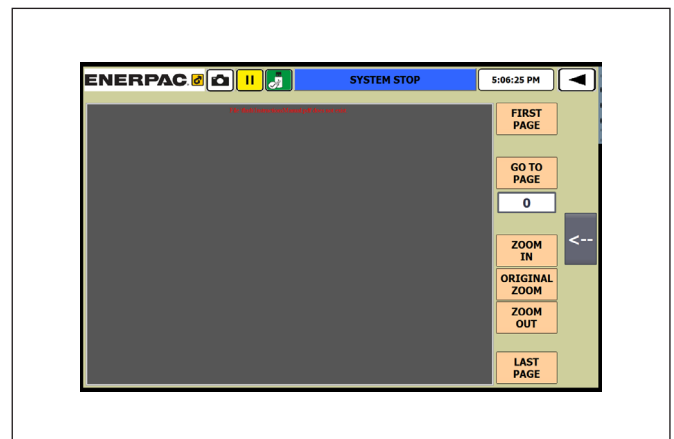 ENERPAC
SYSTEM STOP
5:06:25 PM
FIRST
PAGE
GO TO
PAGE
0
<--
ZOOM
IN
ORIGINAL
ZOOM
ZOOM
OUT
LAST
PAGE